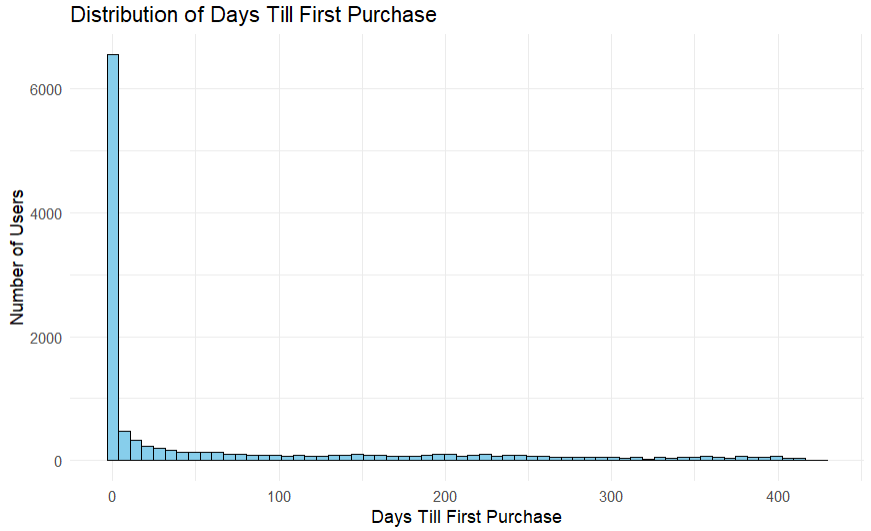 Distribution of Days Till First Purchase
6000
4000
2000
0
Number of Users
0 100 200 300 400
Days Till First Purchase